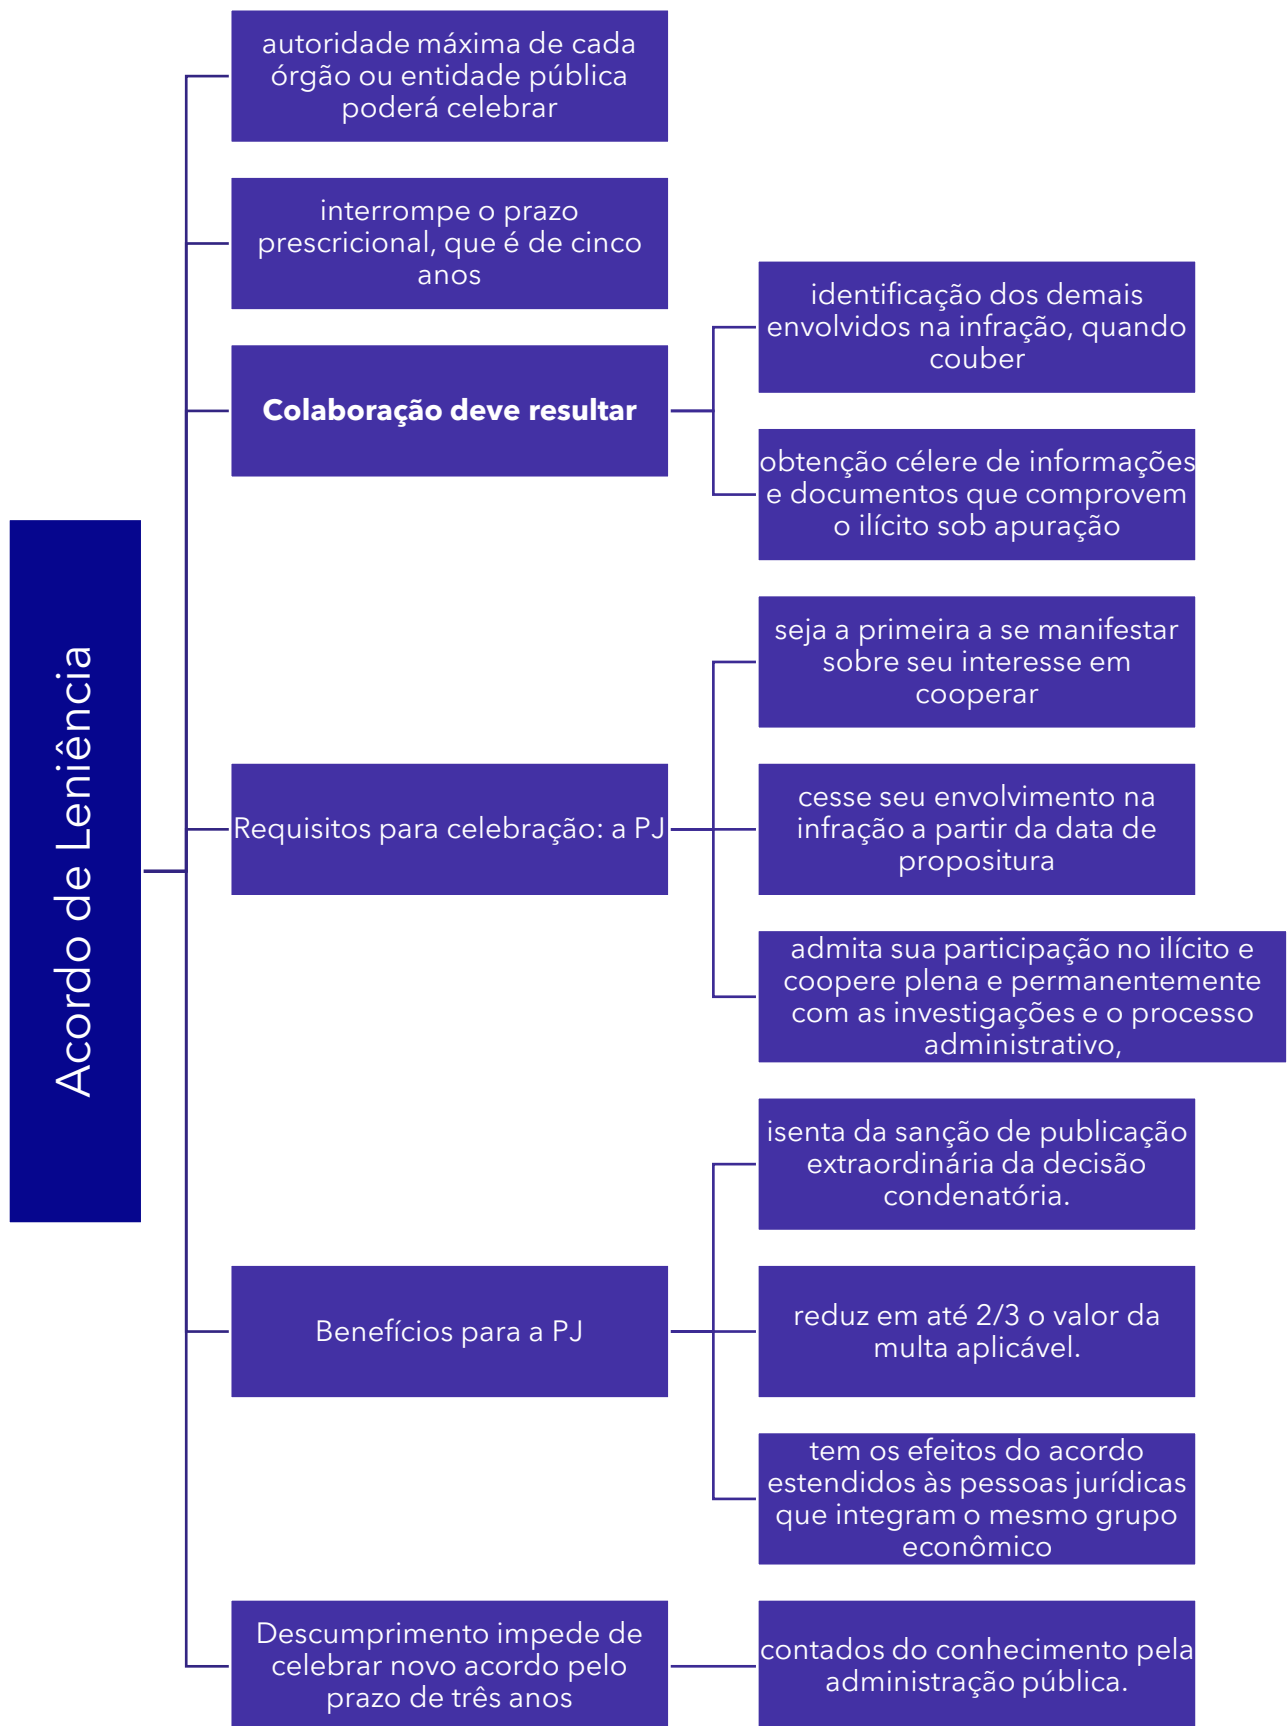 Acordo de Leniência
autoridade máxima de cada
órgão ou entidade pública
poderá celebrar
interrompe o prazo
prescricional, que é de cinco
anos
Colaboração deve resultar
identificação dos demais
envolvidos na infração, quando
couber
obtenção célere de informações
e documentos que comprovem
o ilícito sob apuração
Requisitos para celebração: a PJ
seja a primeira a se manifestar
sobre seu interesse em
cooperar
cesse seu envolvimento na
infração a partir da data de
propositura
admita sua participação no ilícito e
coopere plena e permanentemente
com as investigações e o processo
administrativo,
Benefícios para a PJ
isenta da sanção de publicação
extraordinária da decisão
condenatória.
reduz em até 2/3 o valor da
multa aplicável.
tem os efeitos do acordo
estendidos às pessoas jurídicas
que integram o mesmo grupo
econômico
Descumprimento impede de
celebrar novo acordo pelo
prazo de três anos
contados do conhecimento pela
administração pública.